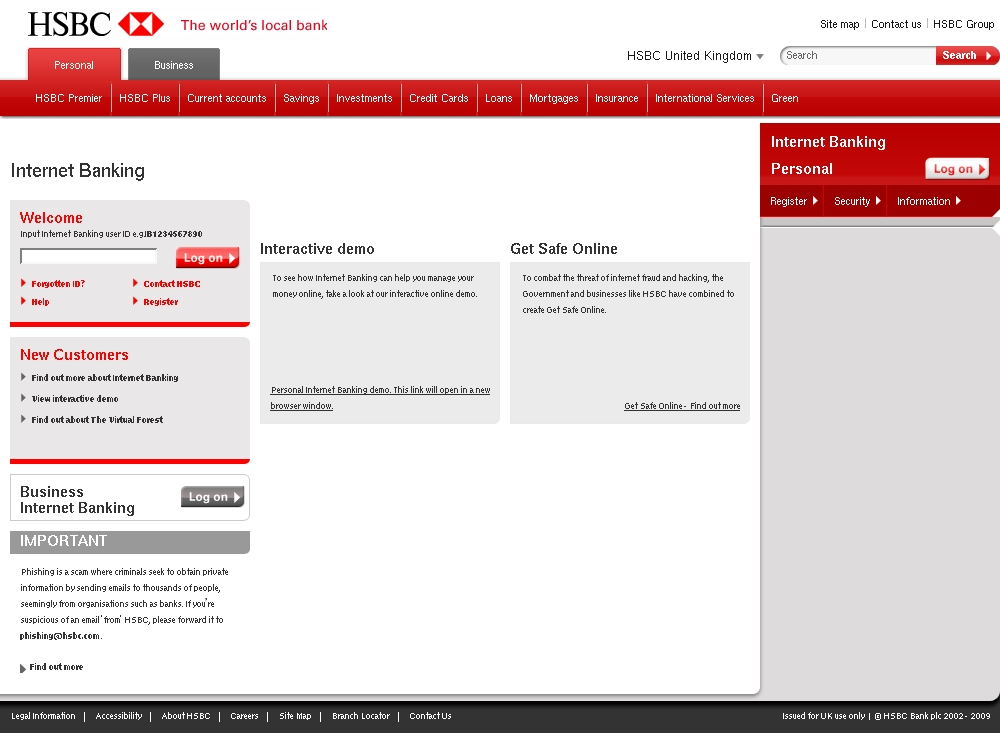 HSBC The world's local bank
Site map Contact us HSBC Group
HSBC United Kingdom Search Search
Personal Business
HSBC Premier HSBC Plus Current accounts Savings Investments Credit Cards Loans Mortgages Insurance International Services Green
Internet Banking
Personal Log on
Register Security Information
Internet Banking
Welcome
Input Internet Banking user ID e.g.IB1234567890
Log on
Forgotten ID? Contact HSBC
Help Register
New Customers
Find out more about Internet Banking
View interactive demo
Find out about The Virtual Forest
Business
Internet Banking
Log on
IMPORTANT
Phishing is a scam where criminals seek to obtain private
information by sending emails to thousands of people,
seemingly from organisations such as banks. If you're
suspicious of an email 'from' HSBC, please forward it to
phishing@hsbc.com.
Find out more
Interactive demo
To see how Internet Banking can help you manage your
money online, take a look at our interactive online demo.
Personal Internet Banking demo. This link will open in a new
browser window.
Get Safe Online
To combat the threat of internet fraud and hacking, the
Government and businesses like HSBC have combined to
create Get Safe Online.
Get Safe Online - Find out more
Legal Information | Accessibility | About HSBC | Careers | Site Map | Branch Locator | Contact Us
Issued for UK use only | © HSBC Bank plc 2002 - 2009